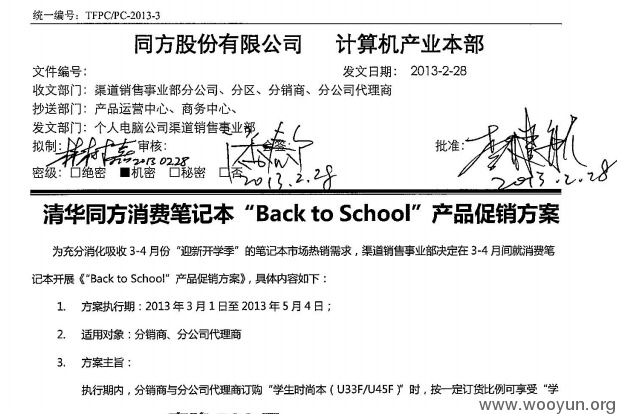 统一编号：TFPC/PC-2013-3
同方股份有限公司 计算机产业本部
文件编号： 发文日期： 2013-2-28
收文部门：渠道销售事业部分公司、分区、分销商、分公司代理商
抄送部门：产品运营中心、商务中心、
发文部门：个人电脑公司渠道销售事业部
拟制： 20130228 审核： 2013.2.28 批准： 2013.2.28
密级：□绝密 ■机密 □秘密 □否
清华同方消费笔记本“Back to School”产品促销方案
为充分消化吸收 3-4 月份“迎新开学季”的笔记本市场热销需求，渠道销售事业部决定在 3-4 月间就消费笔
记本开展《“Back to School”产品促销方案》，具体内容如下：
1. 方案执行期：2013 年 3 月 1 日至 2013 年 5 月 4 日；
2. 适用对象：分销商、分公司代理商
3. 方案主旨：
执行期内，分销商与分公司代理商订购“学生时尚本（U33F/U45F）”时，按一定订货比例可享受“学
www.wooyun.org